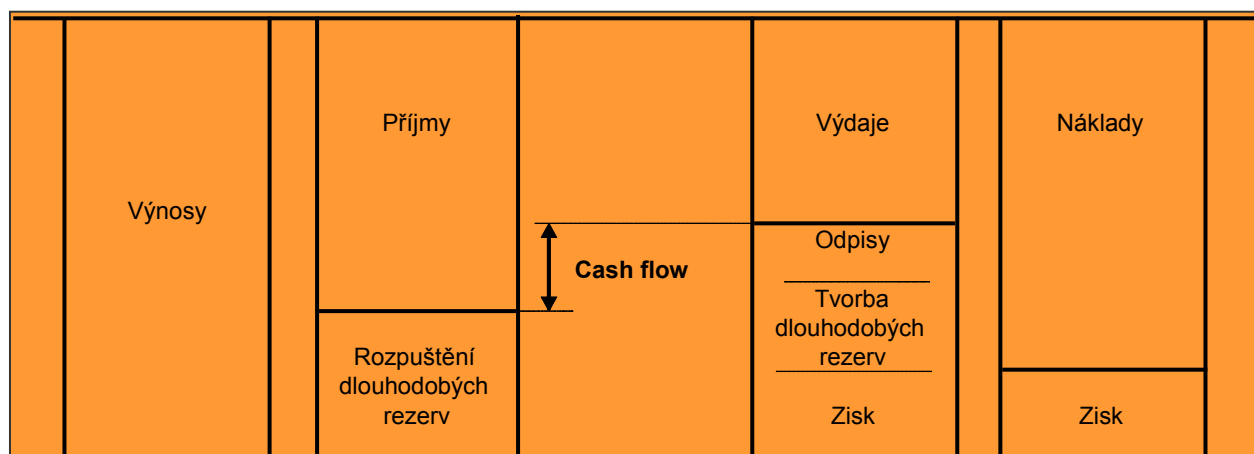 Příjmy
Výdaje
Náklady
Výnosy
Odpisy
Cash flow
Tvorba
dlouhodobých
rezerv
Rozpuštění
dlouhodobých
rezerv
Zisk
Zisk